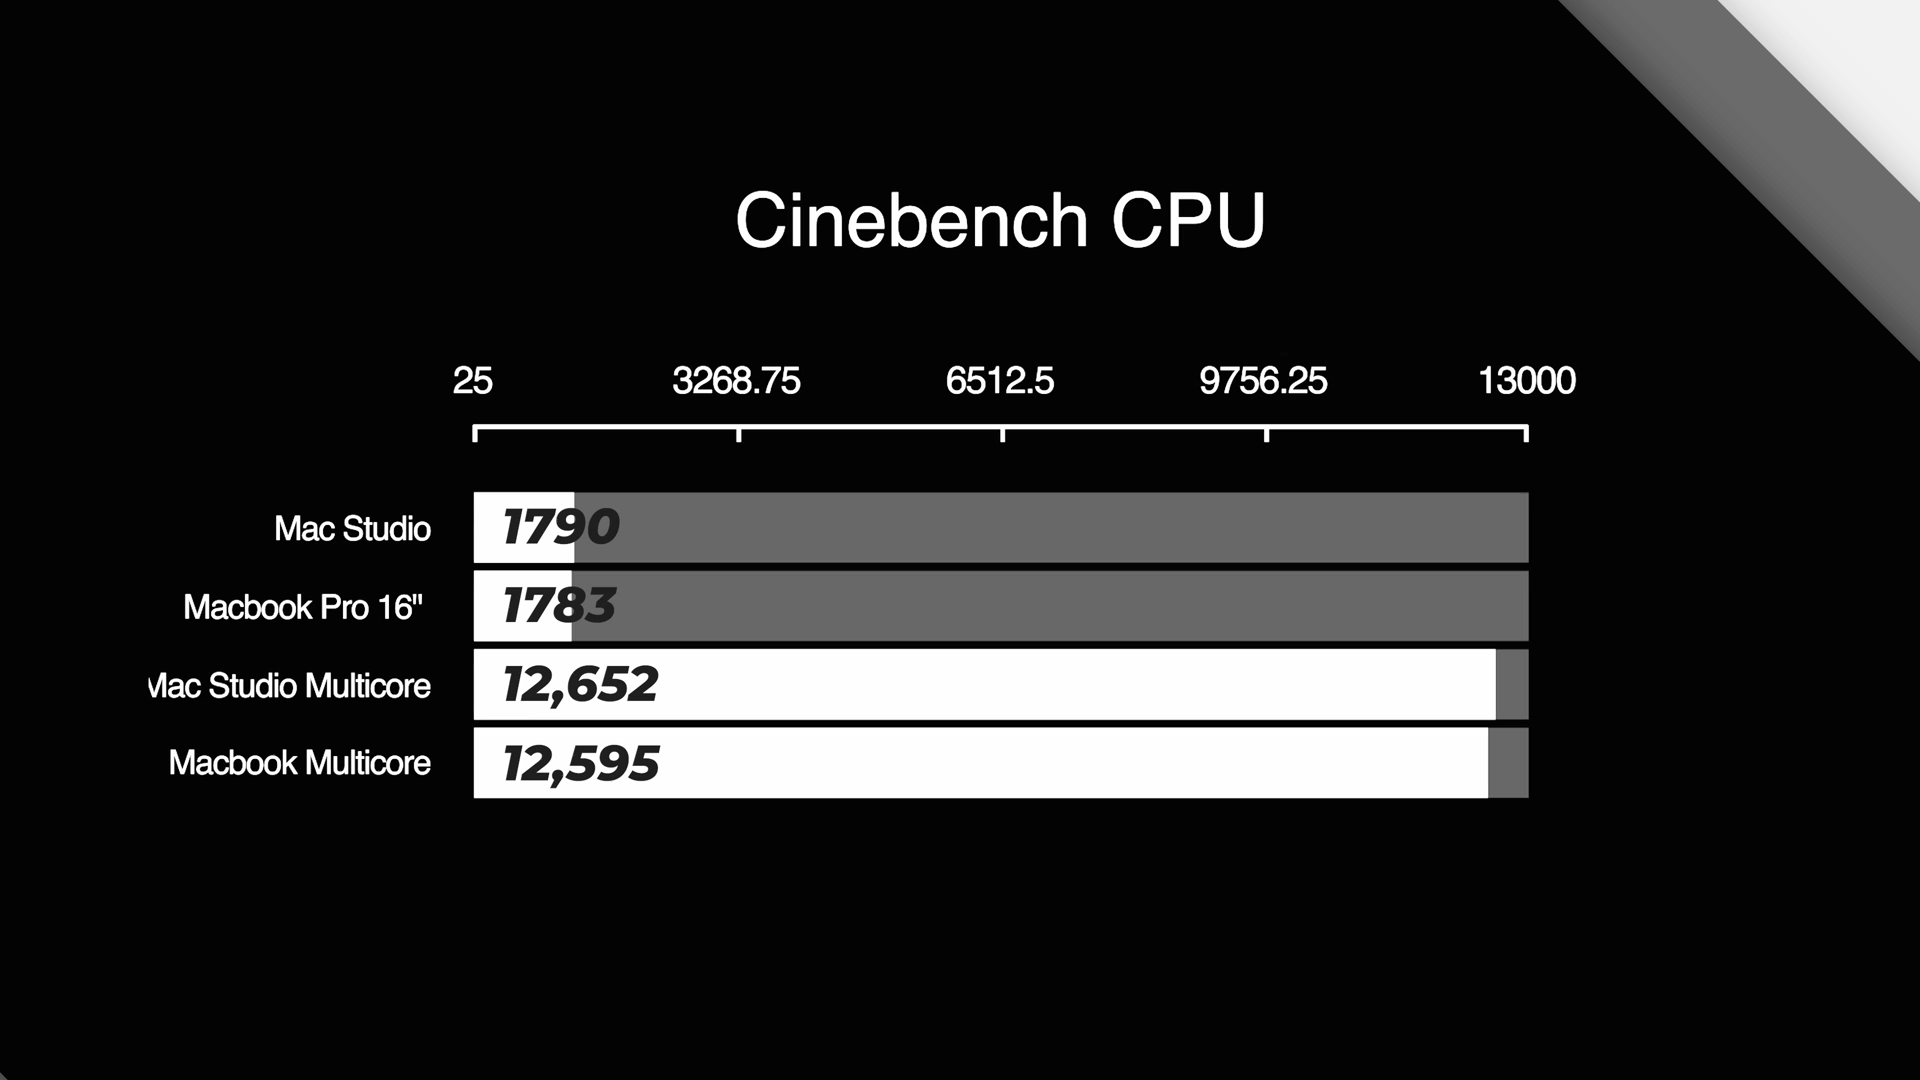 Cinebench CPU
25 3268.75 6512.5 9756.25 13000
Mac Studio 1790
Macbook Pro 16" 1783
Mac Studio Multicore 12,652
Macbook Multicore 12,595